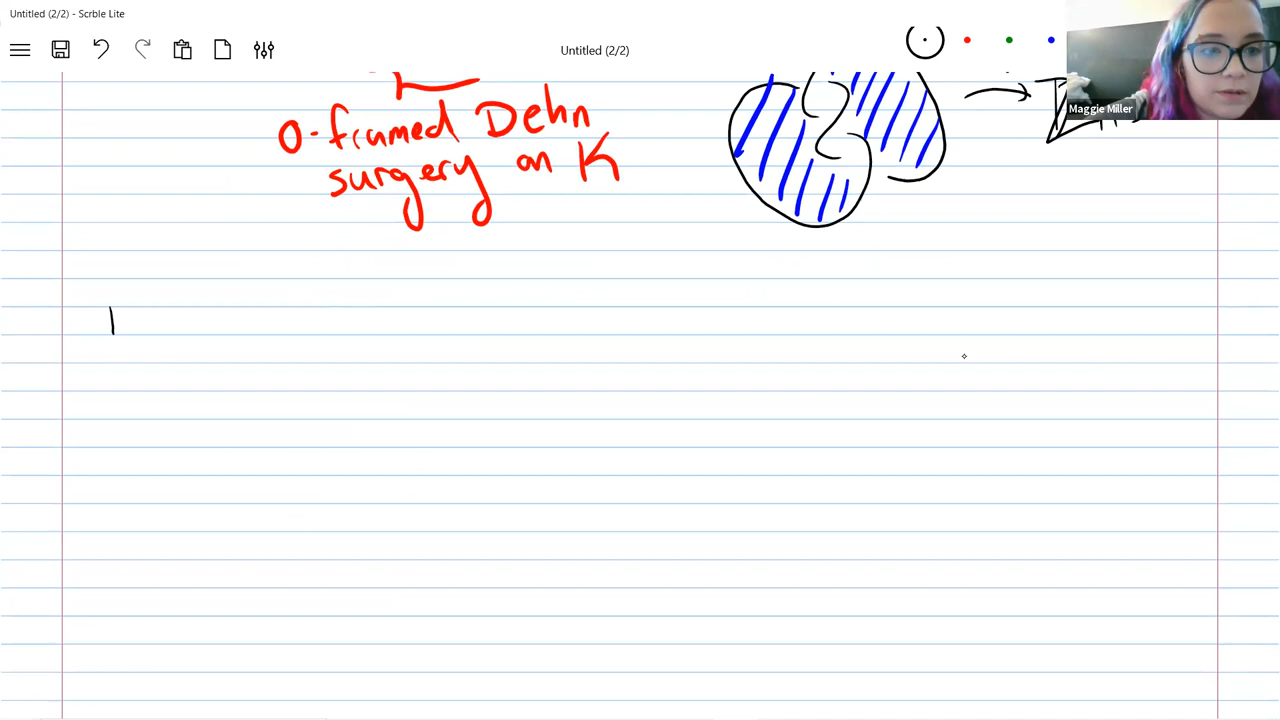 Untitled (2/2) - Scrble Lite
Untitled (2/2)
Maggie Miller
0-framed Dehn
surgery on K